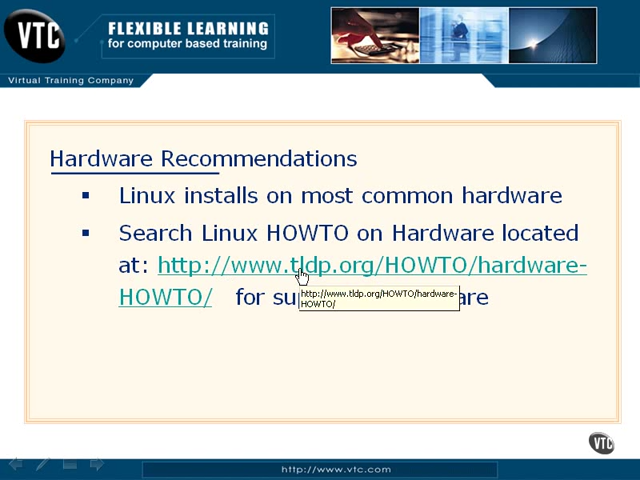 VTC
FLEXIBLE LEARNING
for computer based training
Virtual Training Company
Hardware Recommendations
▪ Linux installs on most common hardware
▪ Search Linux HOWTO on Hardware located
at: http://www.tldp.org/HOWTO/hardware-
HOWTO/ for su
http://www.tldp.org/HOWTO/hardware-
HOWTO/
VTC
http://www.vtc.com